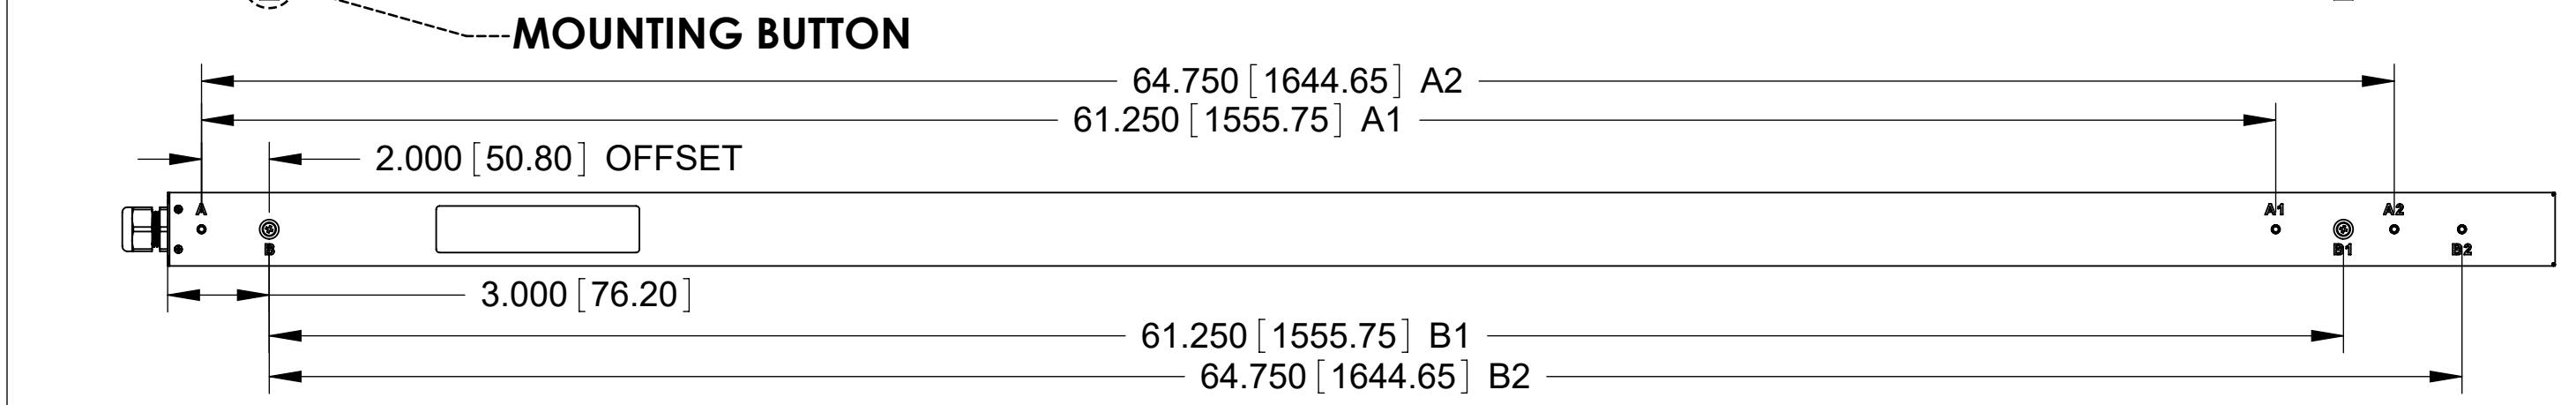 MOUNTING BUTTON
64.750 [1644.65] A2
61.250 [1555.75] A1
2.000 [50.80] OFFSET
A
A1
A2
B
B1
B2
3.000 [76.20]
61.250 [1555.75] B1
64.750 [1644.65] B2